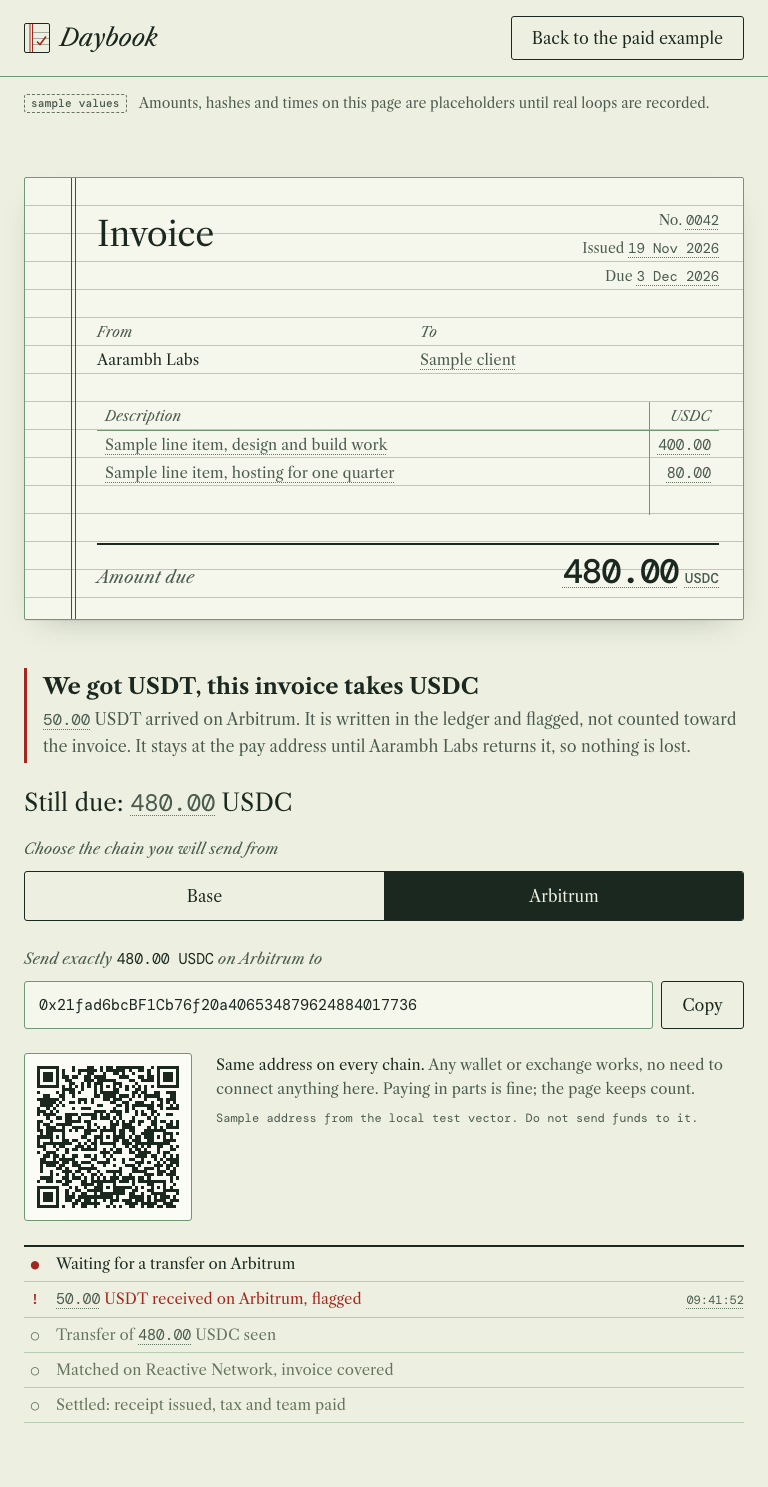 Daybook
Back to the paid example
sample values
Amounts, hashes and times on this page are placeholders until real loops are recorded.
Invoice
No. 0042
Issued 19 Nov 2026
Due 3 Dec 2026
From
To
Aarambh Labs
Sample client
Description
USDC
Sample line item, design and build work
400.00
Sample line item, hosting for one quarter
80.00
Amount due
480.00 USDC
We got USDT, this invoice takes USDC
50.00 USDT arrived on Arbitrum. It is written in the ledger and flagged, not counted toward
the invoice. It stays at the pay address until Aarambh Labs returns it, so nothing is lost.
Still due: 480.00 USDC
Choose the chain you will send from
Base
Arbitrum
Send exactly 480.00 USDC on Arbitrum to
0x21fad6bcBF1Cb76f20a406534879624884017736
Copy
Same address on every chain. Any wallet or exchange works, no need to
connect anything here. Paying in parts is fine; the page keeps count.
Sample address from the local test vector. Do not send funds to it.
Waiting for a transfer on Arbitrum
! 50.00 USDT received on Arbitrum, flagged
09:41:52
Transfer of 480.00 USDC seen
Matched on Reactive Network, invoice covered
Settled: receipt issued, tax and team paid